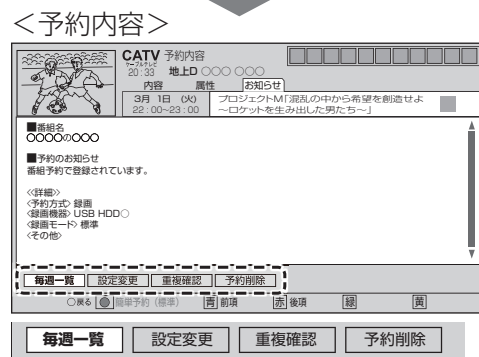 ＜予約内容＞
CATV 予約内容
ケーブルテレビ
20:33 地上D ○○○ ○○○
内容 属性 お知らせ
3月 1日 (火)
22:00~23:00
プロジェクトM「混乱の中から希望を創造せよ
~ロケットを生み出した男たち~」
■番組名
○○○○の○○○
■予約のお知らせ
番組予約で登録されています。
≪詳細≫
<予約方式> 録画
<録画機器> USB HDD○
<録画モード> 標準
<その他>
毎週一覧 設定変更 重複確認 予約削除
○戻る 簡単予約 (標準) 青 前項 赤 後項 緑 黄
毎週一覧 設定変更 重複確認 予約削除